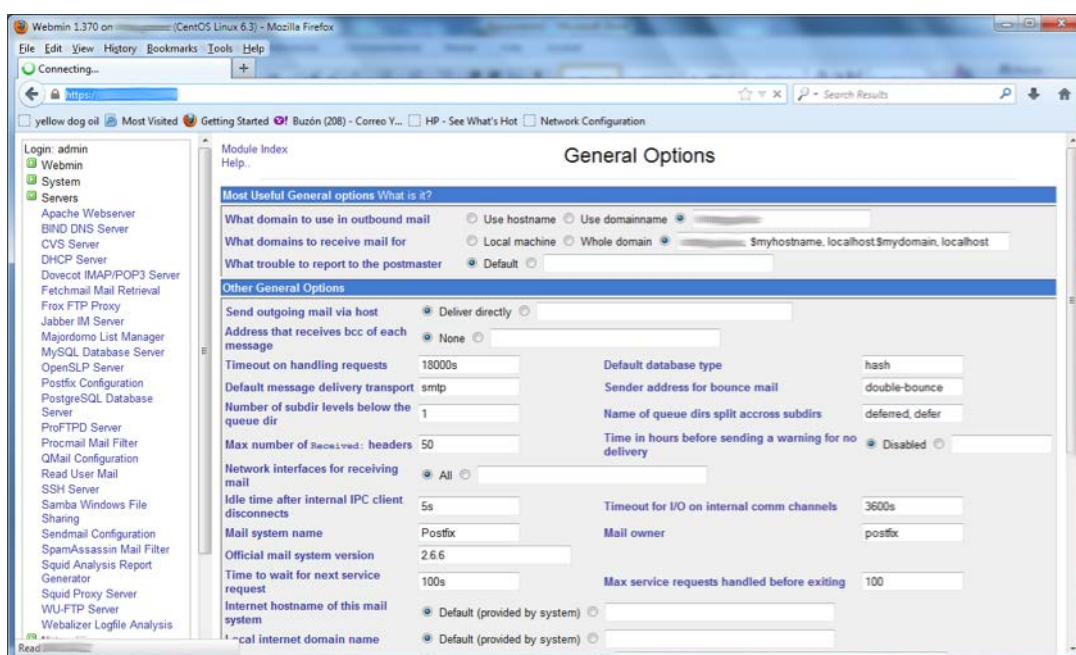 Webmin 1.370 on (CentOS Linux 6.3) - Mozilla Firefox
File Edit View History Bookmarks Tools Help
Connecting...
+
https:/
Search Results
yellow dog oil Most Visited Getting Started Buzón (208) - Correo Y... HP - See What's Hot Network Configuration
Login: admin
Webmin
System
Servers
Apache Webserver
BIND DNS Server
CVS Server
DHCP Server
Dovecot IMAP/POP3 Server
Fetchmail Mail Retrieval
Frox FTP Proxy
Jabber IM Server
Majordomo List Manager
MySQL Database Server
OpenSLP Server
Postfix Configuration
PostgreSQL Database
Server
ProFTPD Server
Procmail Mail Filter
QMail Configuration
Read User Mail
SSH Server
Samba Windows File
Sharing
Sendmail Configuration
SpamAssassin Mail Filter
Squid Analysis Report
Generator
Squid Proxy Server
WU-FTP Server
Webalizer Logfile Analysis
Read
Module Index
Help..
General Options
Most Useful General options What is it?
What domain to use in outbound mail Use hostname Use domainname
What domains to receive mail for Local machine Whole domain , $myhostname, localhost.$mydomain, localhost
What trouble to report to the postmaster Default
Other General Options
Send outgoing mail via host Deliver directly
Address that receives bcc of each
message None
Timeout on handling requests 18000s Default database type hash
Default message delivery transport smtp Sender address for bounce mail double-bounce
Number of subdir levels below the
queue dir 1 Name of queue dirs split accross subdirs deferred, defer
Max number of Received: headers 50 Time in hours before sending a warning for no
delivery Disabled
Network interfaces for receiving
mail All
Idle time after internal IPC client
disconnects 5s Timeout for I/O on internal comm channels 3600s
Mail system name Postfix Mail owner postfix
Official mail system version 2.6.6
Time to wait for next service
request 100s Max service requests handled before exiting 100
Internet hostname of this mail
system Default (provided by system)
Local internet domain name Default (provided by system)